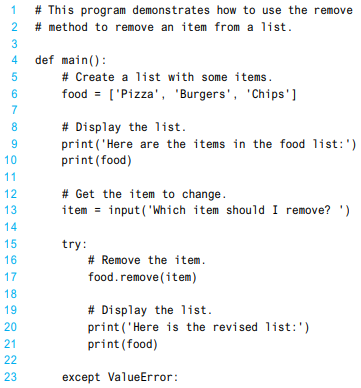 1 # This program demonstrates how to use the remove
2 # method to remove an item from a list.
3
4 def main():
5     # Create a list with some items.
6     food = ['Pizza', 'Burgers', 'Chips']
7
8     # Display the list.
9     print('Here are the items in the food list:')
10     print(food)
11
12     # Get the item to change.
13     item = input('Which item should I remove? ')
14
15     try:
16         # Remove the item.
17         food.remove(item)
18
19         # Display the list.
20         print('Here is the revised list:')
21         print(food)
22
23     except ValueError: